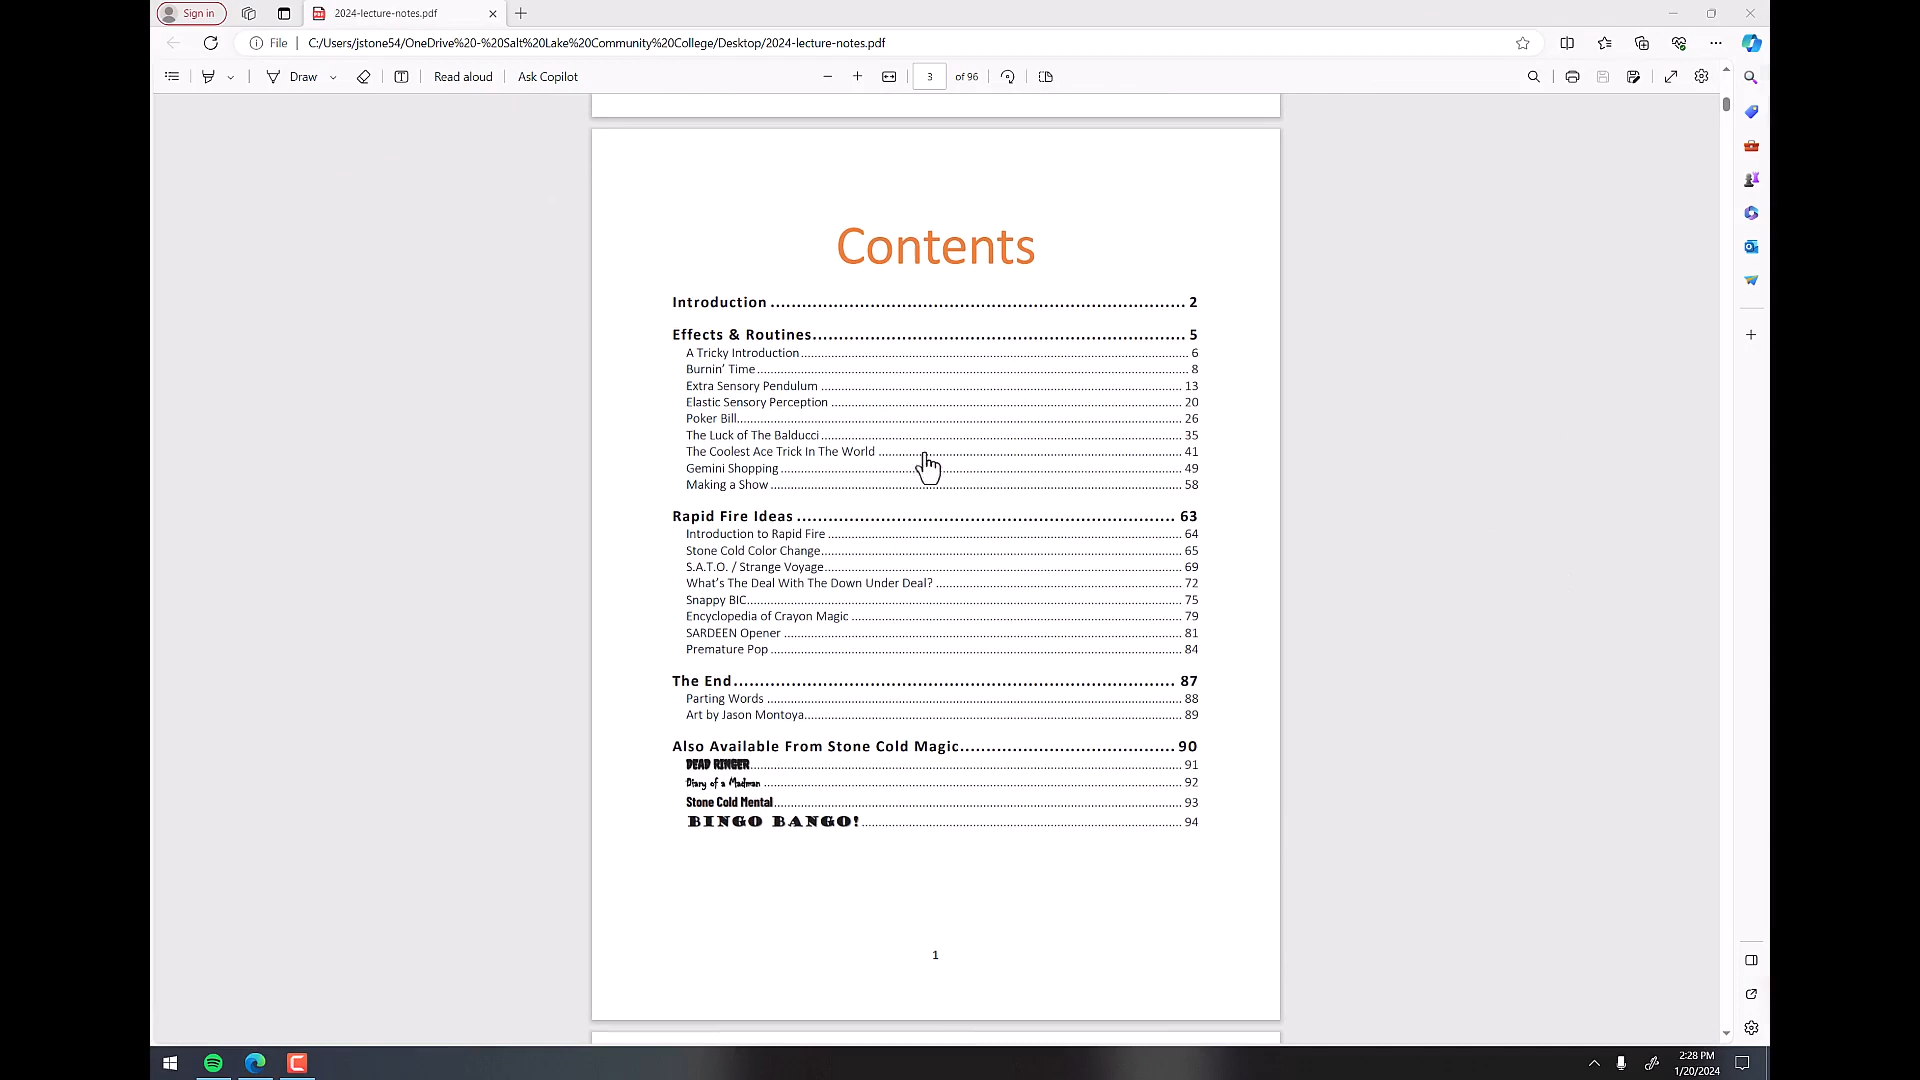 Sign in
2024-lecture-notes.pdf
File C:/Users/jstone54/OneDrive%20-%20Salt%20Lake%20Community%20College/Desktop/2024-lecture-notes.pdf
Draw Read aloud Ask Copilot 3 of 96
Contents
Introduction 2
Effects & Routines 5
A Tricky Introduction 6
Burnin’ Time 8
Extra Sensory Pendulum 13
Elastic Sensory Perception 20
Poker Bill 26
The Luck of The Balducci 35
The Coolest Ace Trick In The World 41
Gemini Shopping 49
Making a Show 58
Rapid Fire Ideas 63
Introduction to Rapid Fire 64
Stone Cold Color Change 65
S.A.T.O. / Strange Voyage 69
What’s The Deal With The Down Under Deal? 72
Snappy BIC 75
Encyclopedia of Crayon Magic 79
SARDEEN Opener 81
Premature Pop 84
The End 87
Parting Words 88
Art by Jason Montoya 89
Also Available From Stone Cold Magic 90
DEAD RINGER 91
Diary of a Madman 92
Stone Cold Mental 93
BINGO BANGO! 94
1
2:28 PM
1/20/2024